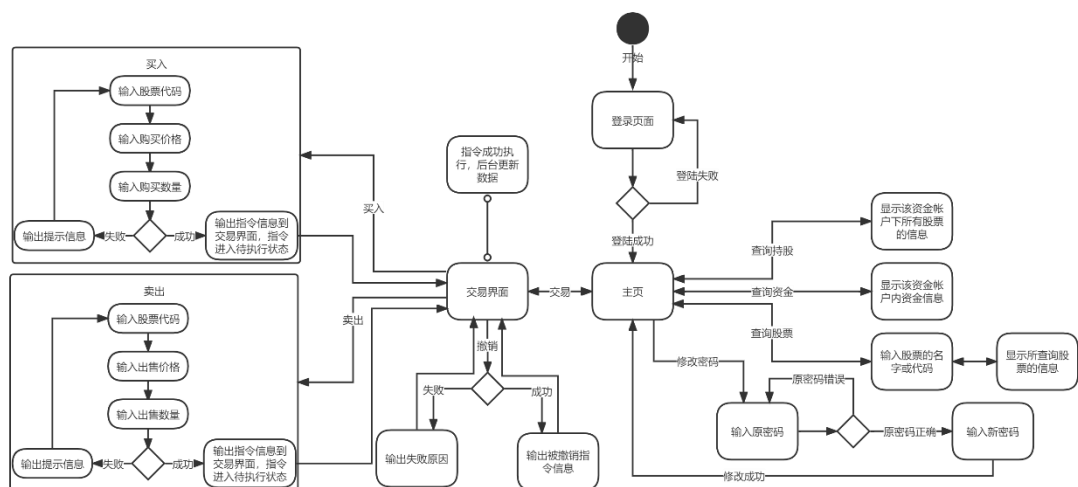 开始
登录页面
登陆失败
登陆成功
主页
交易
交易界面
指令成功执
行，后台更新
数据
买入
买入
输入股票代码
输入购买价格
输入购买数量
失败
成功
输出提示信息
输出指令信息到
交易界面，指令
进入待执行状态
卖出
卖出
输入股票代码
输入出售价格
输入出售数量
失败
成功
输出提示信息
输出指令信息到
交易界面，指令
进入待执行状态
撤销
失败
成功
输出失败原因
输出被撤销指
令信息
查询持股
显示该资金帐
户下所有股票
的信息
查询资金
显示该资金帐
户内资金信息
查询股票
输入股票的名
字或代码
显示所查询股
票的信息
修改密码
原密码错误
输入原密码
原密码正确
输入新密码
修改成功